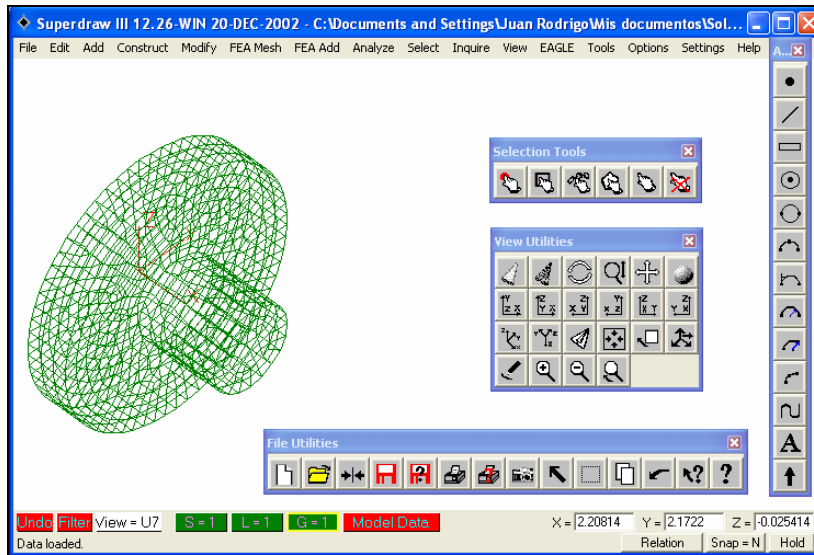 Superdraw III 12.26-WIN 20-DEC-2002 - C:\Documents and Settings\Juan Rodrigo\Mis documentos\Sol...
File Edit Add Construct Modify FEA Mesh FEA Add Analyze Select Inquire View EAGLE Tools Options Settings Help
A...
Selection Tools
View Utilities
File Utilities
A
Undo Filter View = U7 S = 1 L = 1 G = 1 Model Data X = 2.20814 Y = 2.1722 Z = -0.025414
Data loaded. Relation Snap = N Hold